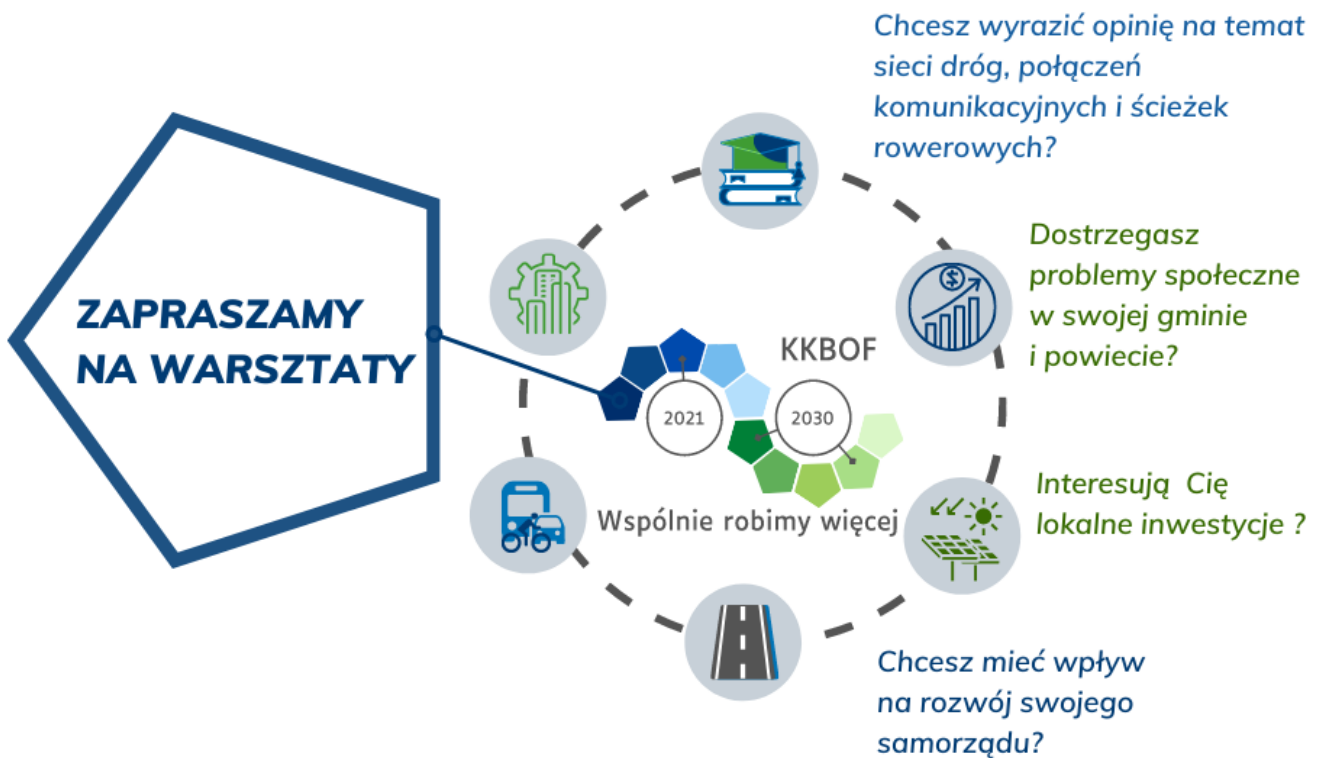 Chcesz wyrazić opinię na temat
sieci dróg, połączeń
komunikacyjnych i ścieżek
rowerowych?
ZAPRASZAMY
NA WARSZTATY
Dostrzegasz
problemy społeczne
w swojej gminie
i powiecie?
KKBOF
2021
2030
Wspólnie robimy więcej
Interesują  Cię
lokalne inwestycje ?
Chcesz mieć wpływ
na rozwój swojego
samorządu?